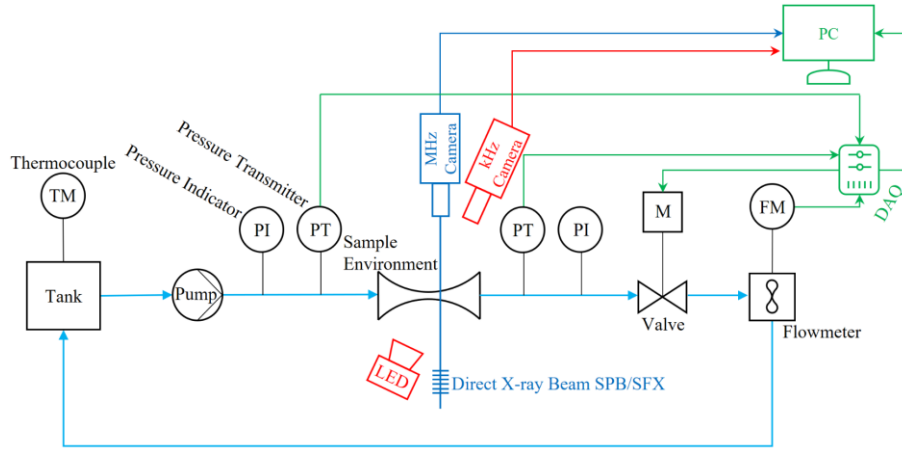 PC
MHz
Camera
kHz
Camera
Pressure Transmitter
Pressure Indicator
Thermocouple
TM
PI
PT
Sample
Environment
PT
PI
M
FM
DAQ
Tank
Pump
Valve
Flowmeter
LED
Direct X-ray Beam SPB/SFX